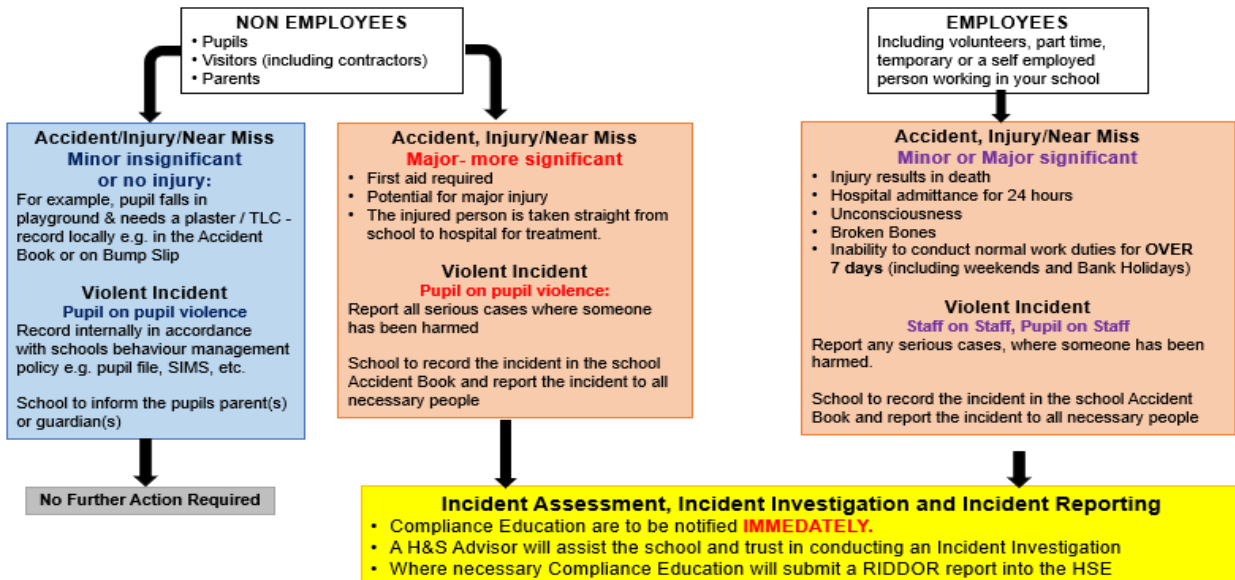 NON EMPLOYEES
• Pupils
• Visitors (including contractors)
• Parents
EMPLOYEES
Including volunteers, part time,
temporary or a self employed
person working in your school
Accident/Injury/Near Miss
Minor insignificant
or no injury:
For example, pupil falls in
playground & needs a plaster / TLC -
record locally e.g. in the Accident
Book or on Bump Slip
Violent Incident
Pupil on pupil violence
Record internally in accordance
with schools behaviour management
policy e.g. pupil file, SIMS, etc.
School to inform the pupils parent(s)
or guardian(s)
No Further Action Required
Accident, Injury/Near Miss
Major- more significant
• First aid required
• Potential for major injury
• The injured person is taken straight from
school to hospital for treatment.
Violent Incident
Pupil on pupil violence:
Report all serious cases where someone
has been harmed
School to record the incident in the school
Accident Book and report the incident to all
necessary people
Accident, Injury/Near Miss
Minor or Major significant
• Injury results in death
• Hospital admittance for 24 hours
• Unconsciousness
• Broken Bones
• Inability to conduct normal work duties for OVER
7 days (including weekends and Bank Holidays)
Violent Incident
Staff on Staff, Pupil on Staff
Report any serious cases, where someone has been
harmed.
School to record the incident in the school Accident
Book and report the incident to all necessary people
Incident Assessment, Incident Investigation and Incident Reporting
• Compliance Education are to be notified IMMEDIATELY.
• A H&S Advisor will assist the school and trust in conducting an Incident Investigation
• Where necessary Compliance Education will submit a RIDDOR report into the HSE